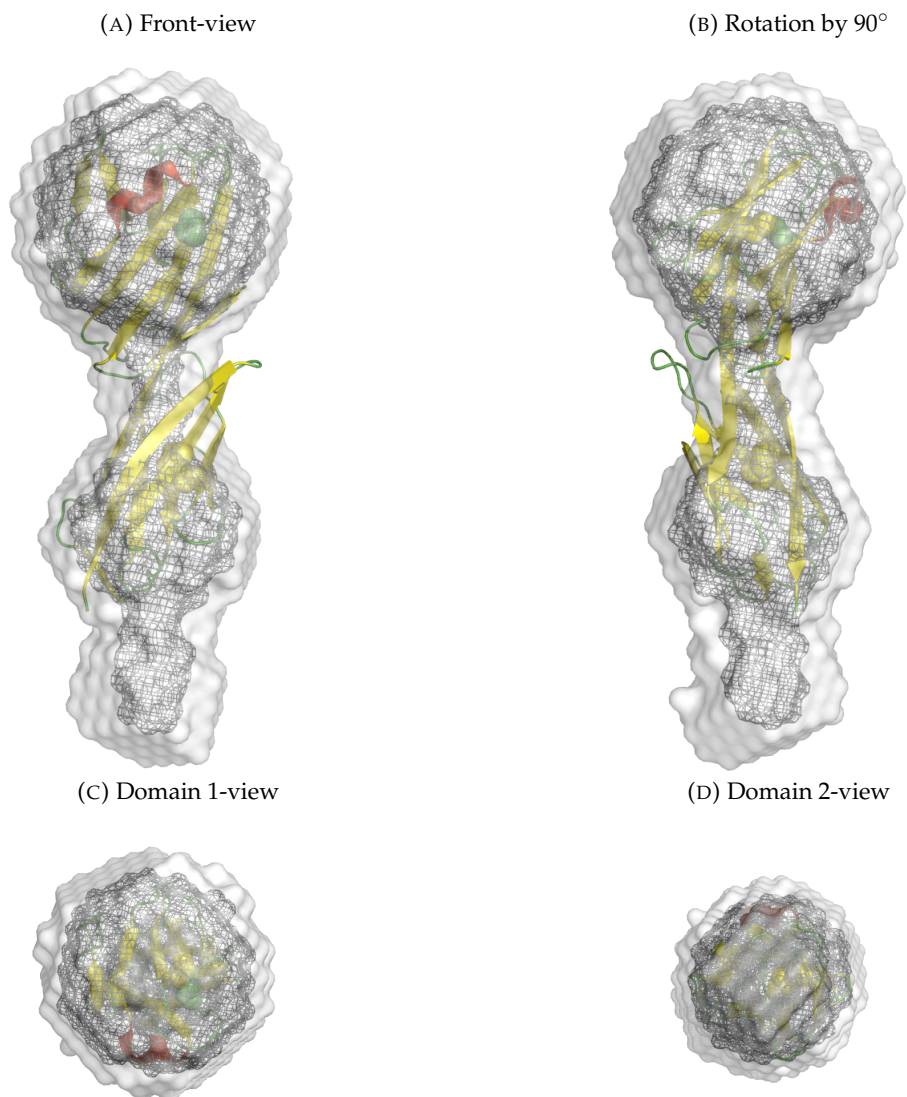 (A) Front-view
(B) Rotation by 90°
(C) Domain 1-view
(D) Domain 2-view